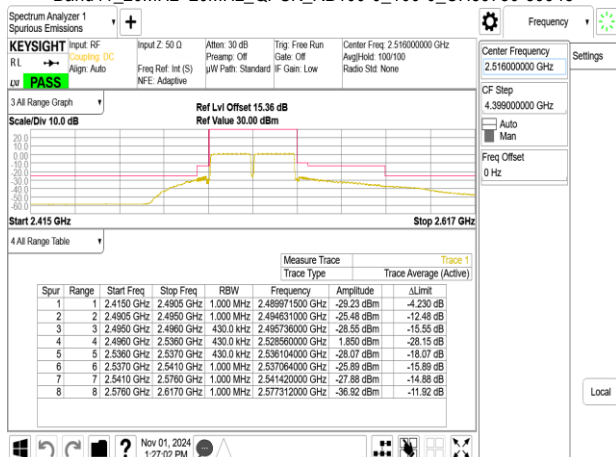 Spectrum Analyzer 1
Spurious Emissions
Frequency
KEYSIGHT Input: RF
RL
Coupling: DC
Align: Auto
LXI PASS
Input Z: 50 Ω
Freq Ref: Int (S)
NFE: Adaptive
Atten: 30 dB
Preamp: Off
µW Path: Standard
Trig: Free Run
Gate: Off
IF Gain: Low
Center Freq: 2.516000000 GHz
Avg|Hold: 100/100
Radio Std: None
Center Frequency
2.516000000 GHz
Settings
CF Step
4.399000000 GHz
Auto
Man
Freq Offset
0 Hz
3 All Range Graph
Scale/Div 10.0 dB
Ref Lvl Offset 15.36 dB
Ref Value 30.00 dBm
20.0
10.0
0.00
-10.0
-20.0
-30.0
-40.0
-50.0
-60.0
Start 2.415 GHz
Stop 2.617 GHz
4 All Range Table
Measure Trace Trace 1
Trace Type Trace Average (Active)
Spur Range Start Freq Stop Freq RBW Frequency Amplitude ΔLimit
1 1 2.4150 GHz 2.4905 GHz 1.000 MHz 2.489971500 GHz -29.23 dBm -4.230 dB
2 2 2.4905 GHz 2.4950 GHz 1.000 MHz 2.494631000 GHz -25.48 dBm -12.48 dB
3 3 2.4950 GHz 2.4960 GHz 430.0 kHz 2.495736000 GHz -28.55 dBm -15.55 dB
4 4 2.4960 GHz 2.5360 GHz 430.0 kHz 2.528560000 GHz 1.850 dBm -28.15 dB
5 5 2.5360 GHz 2.5370 GHz 430.0 kHz 2.536104000 GHz -28.07 dBm -18.07 dB
6 6 2.5370 GHz 2.5410 GHz 1.000 MHz 2.537064000 GHz -25.89 dBm -15.89 dB
7 7 2.5410 GHz 2.5760 GHz 1.000 MHz 2.541420000 GHz -27.88 dBm -14.88 dB
8 8 2.5760 GHz 2.6170 GHz 1.000 MHz 2.577312000 GHz -36.92 dBm -11.92 dB
Local
Nov 01, 2024
1:27:02 PM